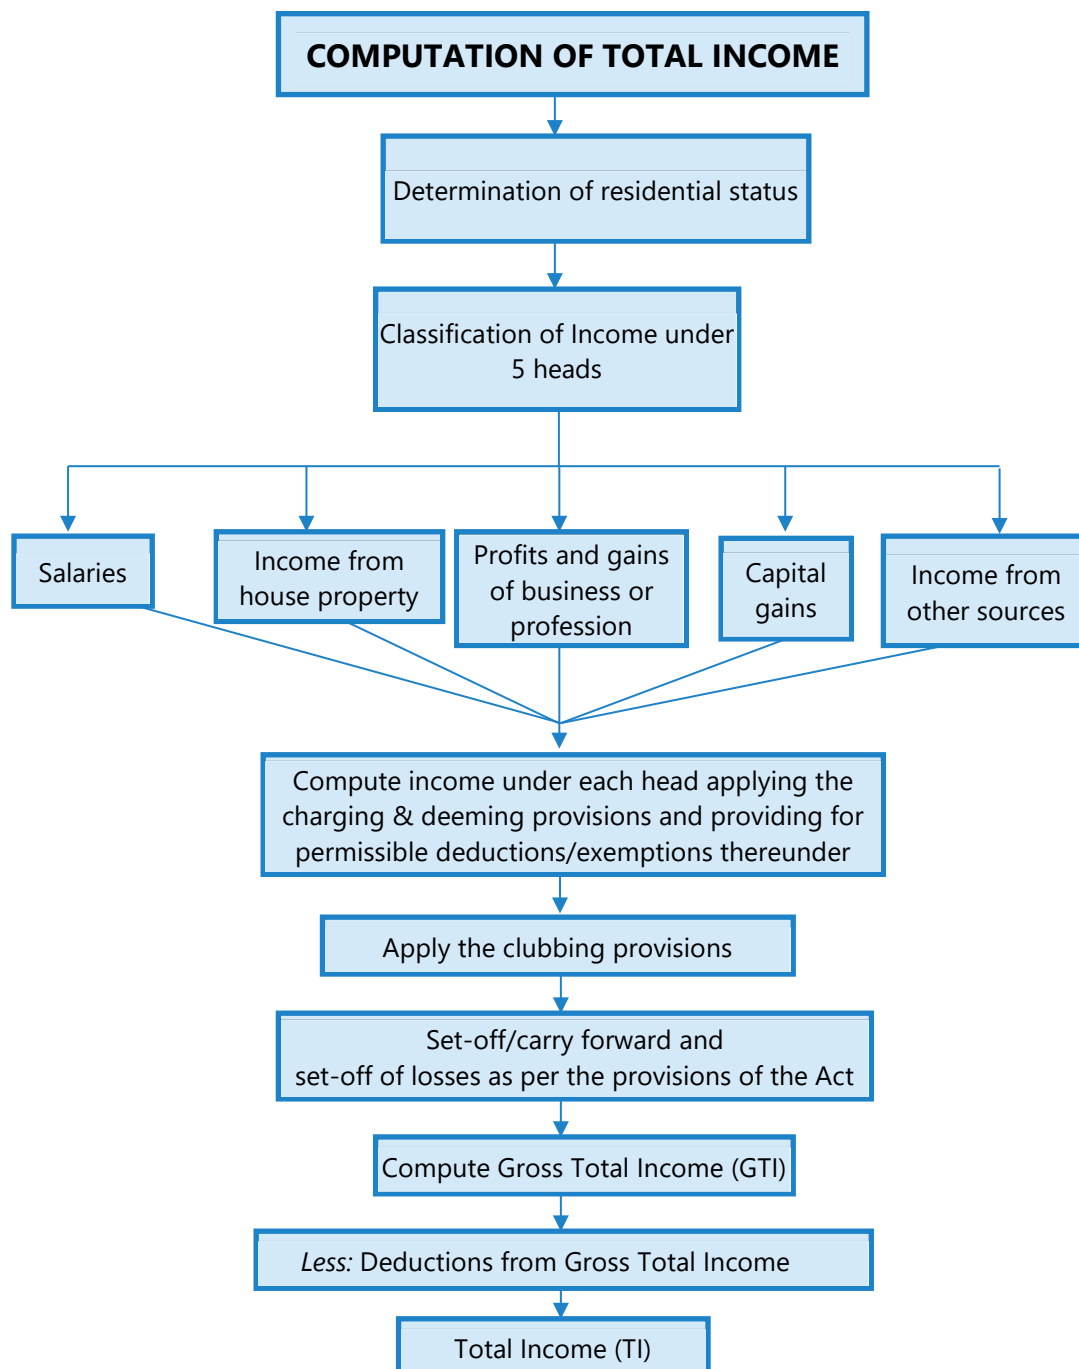 COMPUTATION OF TOTAL INCOME
Determination of residential status
Classification of Income under
5 heads
Salaries
Income from
house property
Profits and gains
of business or
profession
Capital
gains
Income from
other sources
Compute income under each head applying the
charging & deeming provisions and providing for
permissible deductions/exemptions thereunder
Apply the clubbing provisions
Set-off/carry forward and
set-off of losses as per the provisions of the Act
Compute Gross Total Income (GTI)
Less: Deductions from Gross Total Income
Total Income (TI)